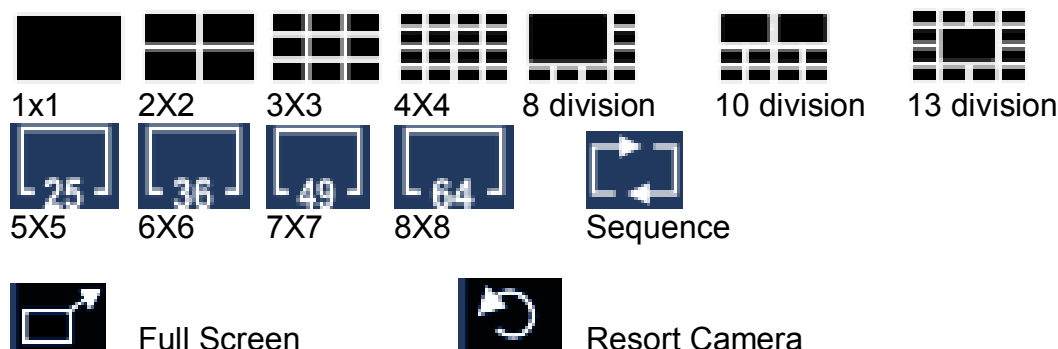 1x1 2X2 3X3 4X4 8 division 10 division 13 division
25 36 49 64
5X5 6X6 7X7 8X8 Sequence
Full Screen Resort Camera